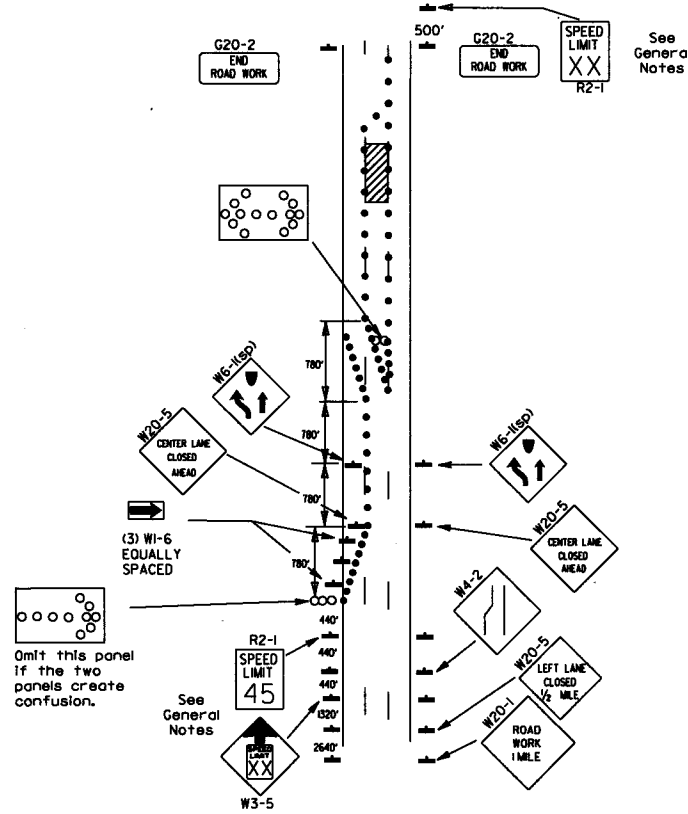 500'
G20-2
END
ROAD WORK
G20-2
END
ROAD WORK
SPEED
LIMIT
XX
R2-1
See
General
Notes
780'
W6-1(sp)
780'
W6-1(sp)
W20-5
CENTER LANE
CLOSED
AHEAD
780'
W20-5
CENTER LANE
CLOSED
AHEAD
(3) W1-6
EQUALLY
SPACED
780'
W4-2
Omit this panel
if the two
panels create
confusion.
440'
R2-1
SPEED
LIMIT
45
440'
440'
W20-5
LEFT LANE
CLOSED
1/2 MILE
See
General
Notes
1320'
W20-1
ROAD
WORK
1 MILE
2640'
SPEED
LIMIT
XX
W3-5